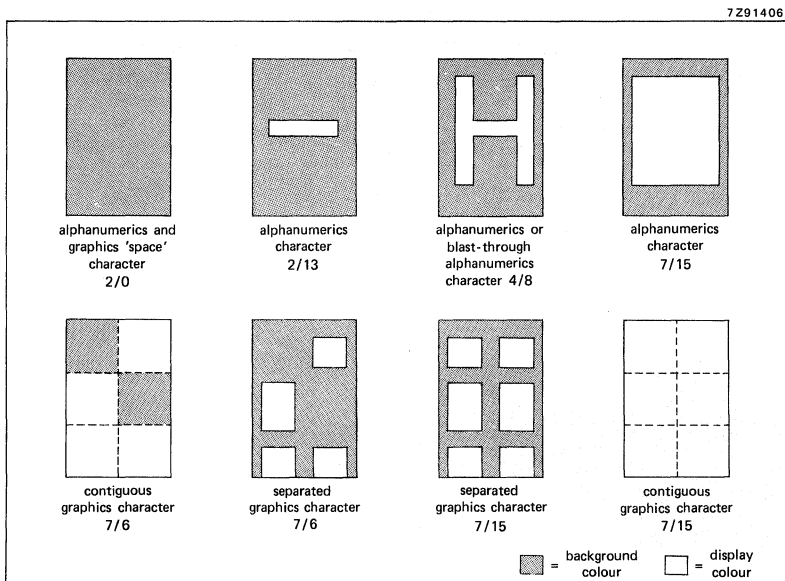 7Z91406
alphanumerics and
graphics 'space'
character
2/0
alphanumerics
character
2/13
alphanumerics or
blast-through
alphanumerics
character 4/8
alphanumerics
character
7/15
contiguous
graphics character
7/6
separated
graphics character
7/6
separated
graphics character
7/15
contiguous
graphics character
7/15
= background
colour
= display
colour